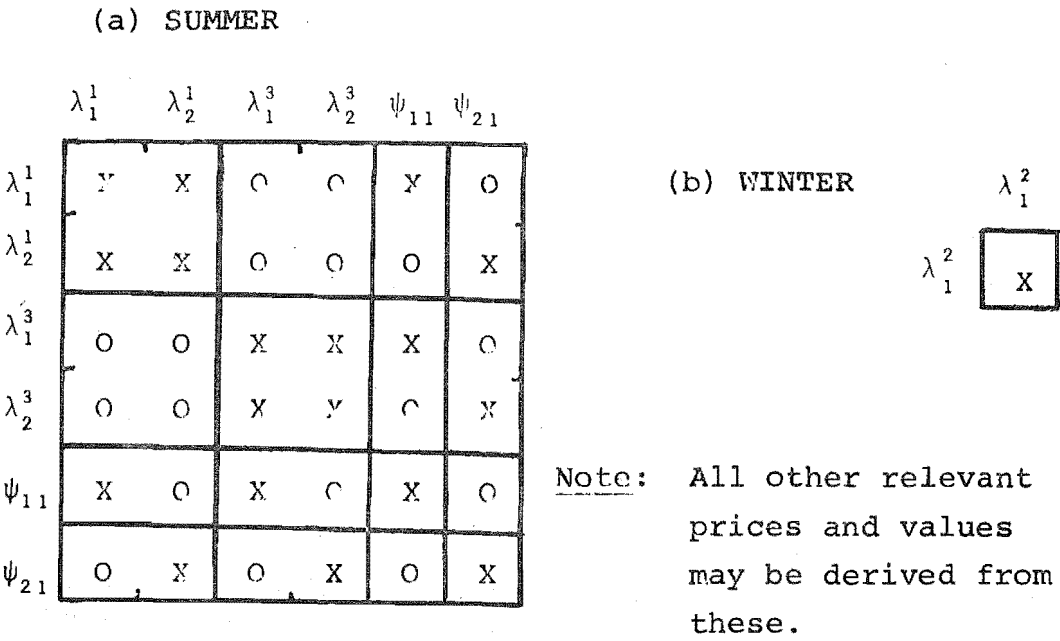 (a) SUMMER
λ₁¹ λ₂¹ λ₁³ λ₂³ ψ₁₁ ψ₂₁
λ₁¹ X X O O X O
λ₂¹ X X O O O X
λ₁³ O O X X X O
λ₂³ O O X X O X
ψ₁₁ X O X O X O
ψ₂₁ O X O X O X
(b) WINTER
λ₁²
λ₁² X
Note: All other relevant
prices and values
may be derived from
these.